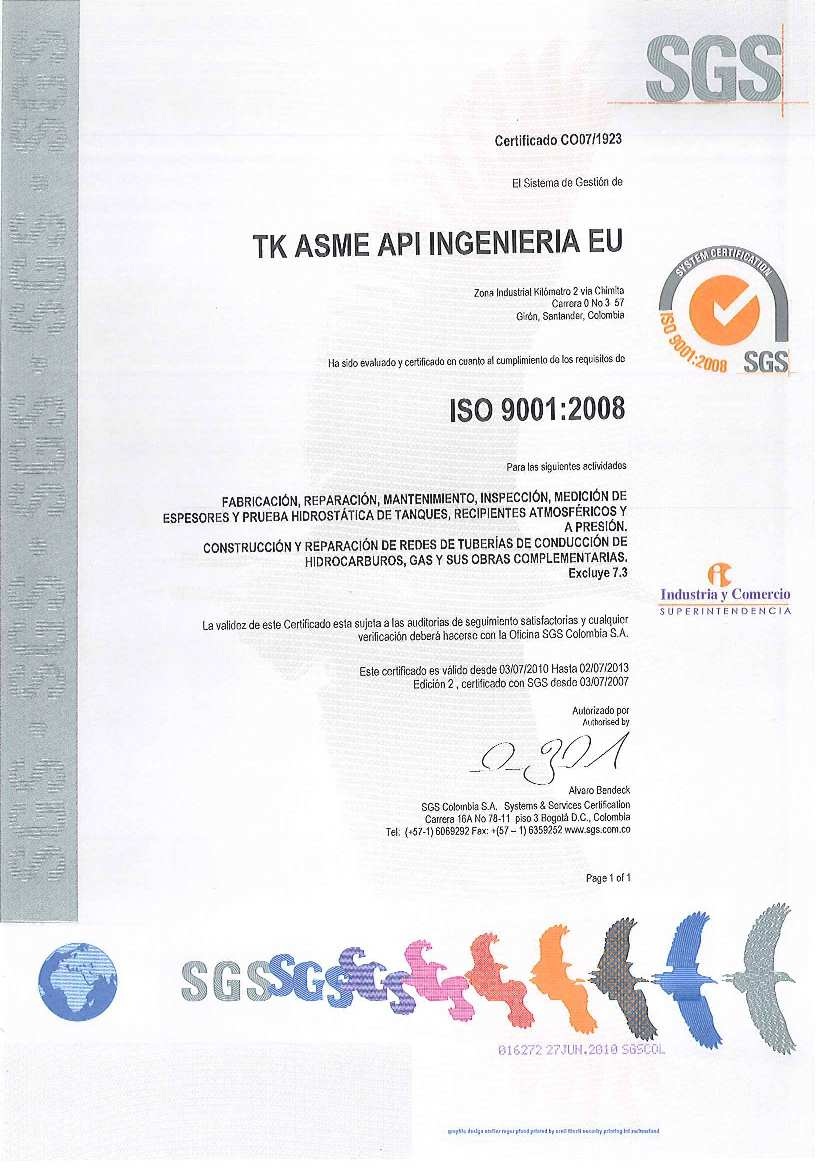 SGS
Certificado CO07/1923
El Sistema de Gestión de
TK ASME API INGENIERIA EU
Zona Industrial Kilómetro 2 via Chimita
Carrera 0 No 3 57
Girón, Santander, Colombia
SYSTEM CERTIFICATION
ISO 9001:2008
SGS
Ha sido evaluado y certificado en cuanto al cumplimiento de los requisitos de
ISO 9001:2008
Para las siguientes actividades
FABRICACIÓN, REPARACIÓN, MANTENIMIENTO, INSPECCIÓN, MEDICIÓN DE
ESPESORES Y PRUEBA HIDROSTÁTICA DE TANQUES, RECIPIENTES ATMOSFÉRICOS Y
A PRESIÓN.
CONSTRUCCIÓN Y REPARACIÓN DE REDES DE TUBERÍAS DE CONDUCCIÓN DE
HIDROCARBUROS, GAS Y SUS OBRAS COMPLEMENTARIAS.
Excluye 7.3
Industria y Comercio
SUPERINTENDENCIA
La validez de este Certificado esta sujeta a las auditorias de seguimiento satisfactorias y cualquier
verificación deberá hacerse con la Oficina SGS Colombia S.A.
Este certificado es válido desde 03/07/2010 Hasta 02/07/2013
Edición 2 , certificado con SGS desde 03/07/2007
Autorizado por
Authorised by
Alvaro Bendeck
SGS Colombia S.A. Systems & Services Certification
Carrera 16A No 78-11 piso 3 Bogotá D.C., Colombia
Tel: (+57-1) 6069292 Fax: +(57 – 1) 6359252 www.sgs.com.co
Page 1 of 1
SGS SGS SGS
016272 27JUN.2010 SGSCOL